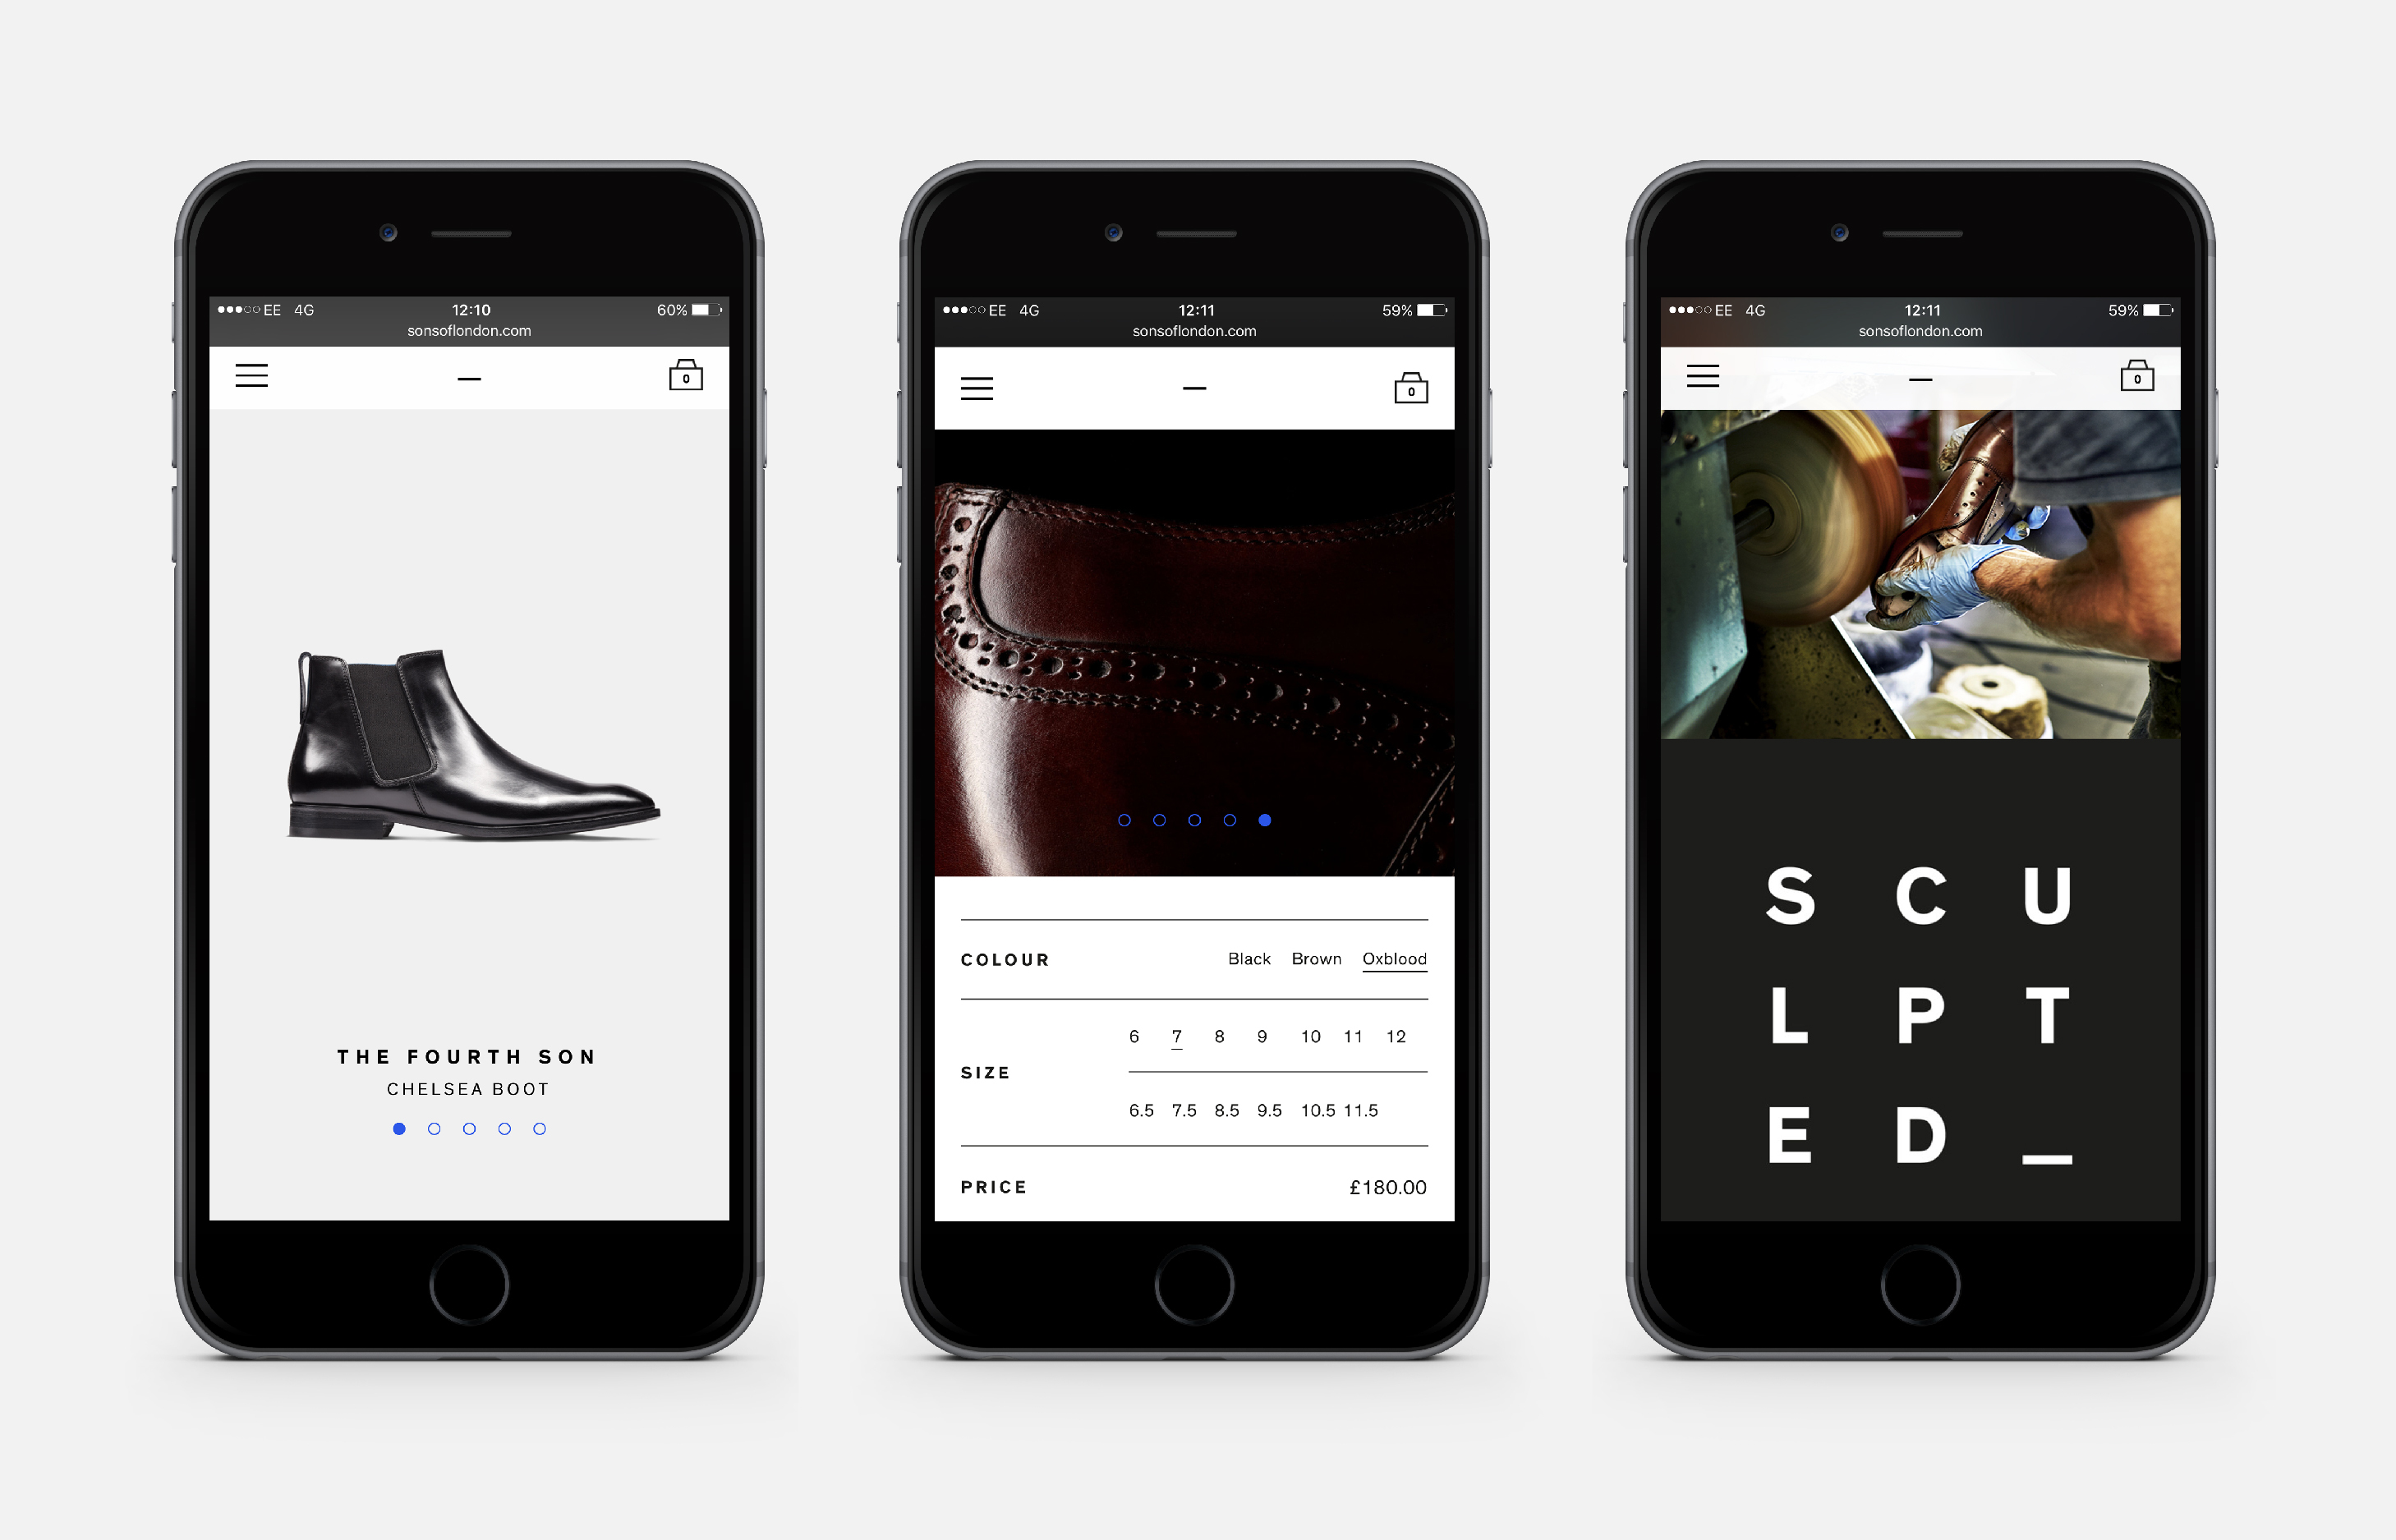 EE 4G 12:10 60%
sonsoflondon.com
0
THE FOURTH SON
CHELSEA BOOT
EE 4G 12:11 59%
sonsoflondon.com
0
COLOUR Black Brown Oxblood
SIZE
6 7 8 9 10 11 12
6.5 7.5 8.5 9.5 10.5 11.5
PRICE £180.00
EE 4G 12:11 59%
sonsoflondon.com
0
S C U
L P T
E D _